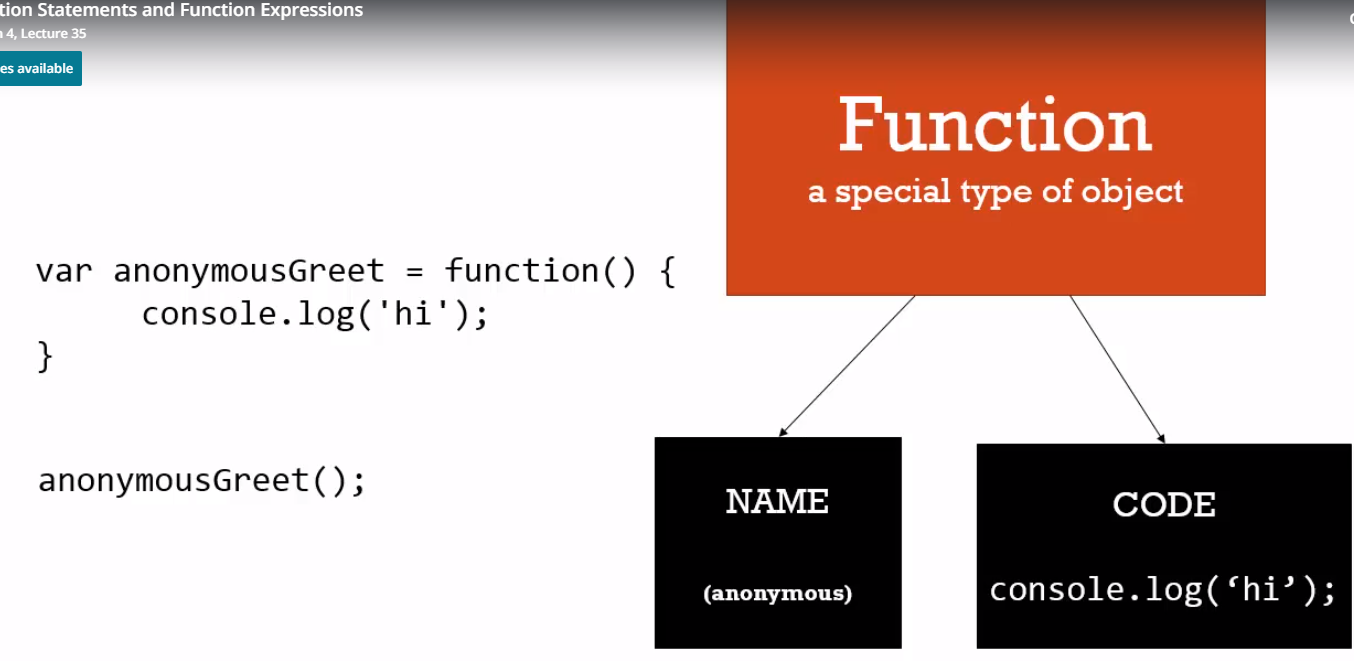 tion Statements and Function Expressions
4, Lecture 35
es available
Function
a special type of object
var anonymousGreet = function() {
console.log('hi');
}
anonymousGreet();
NAME
(anonymous)
CODE
console.log(‘hi’);